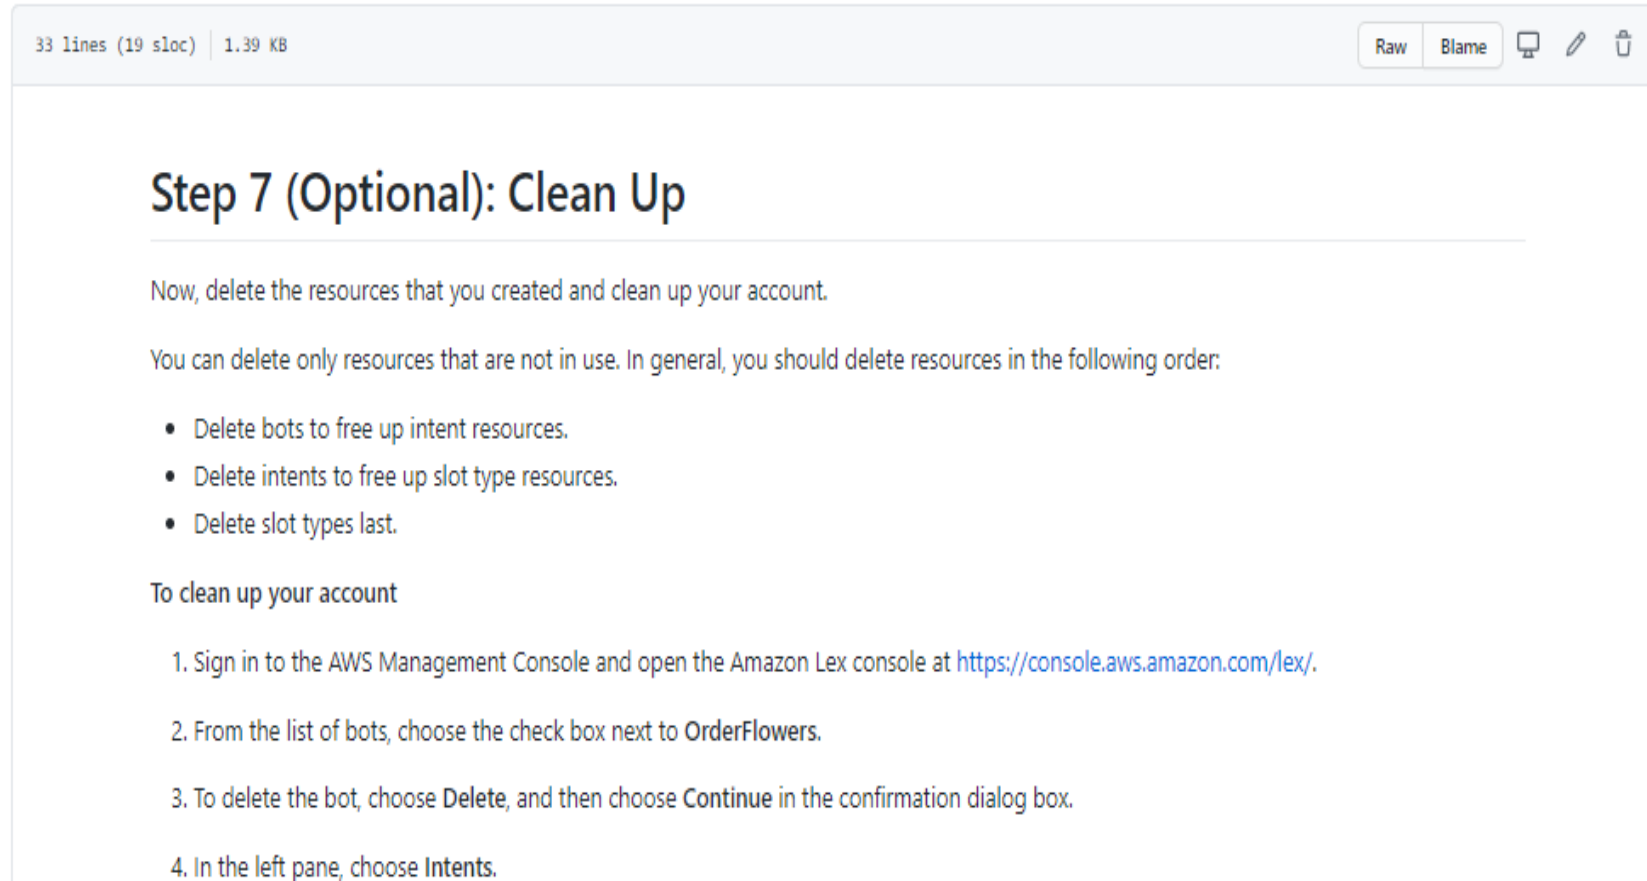 33 lines (19 sloc) 1.39 KB
Raw Blame
Step 7 (Optional): Clean Up
Now, delete the resources that you created and clean up your account.
You can delete only resources that are not in use. In general, you should delete resources in the following order:
• Delete bots to free up intent resources.
• Delete intents to free up slot type resources.
• Delete slot types last.
To clean up your account
1. Sign in to the AWS Management Console and open the Amazon Lex console at https://console.aws.amazon.com/lex/.
2. From the list of bots, choose the check box next to OrderFlowers.
3. To delete the bot, choose Delete, and then choose Continue in the confirmation dialog box.
4. In the left pane, choose Intents.